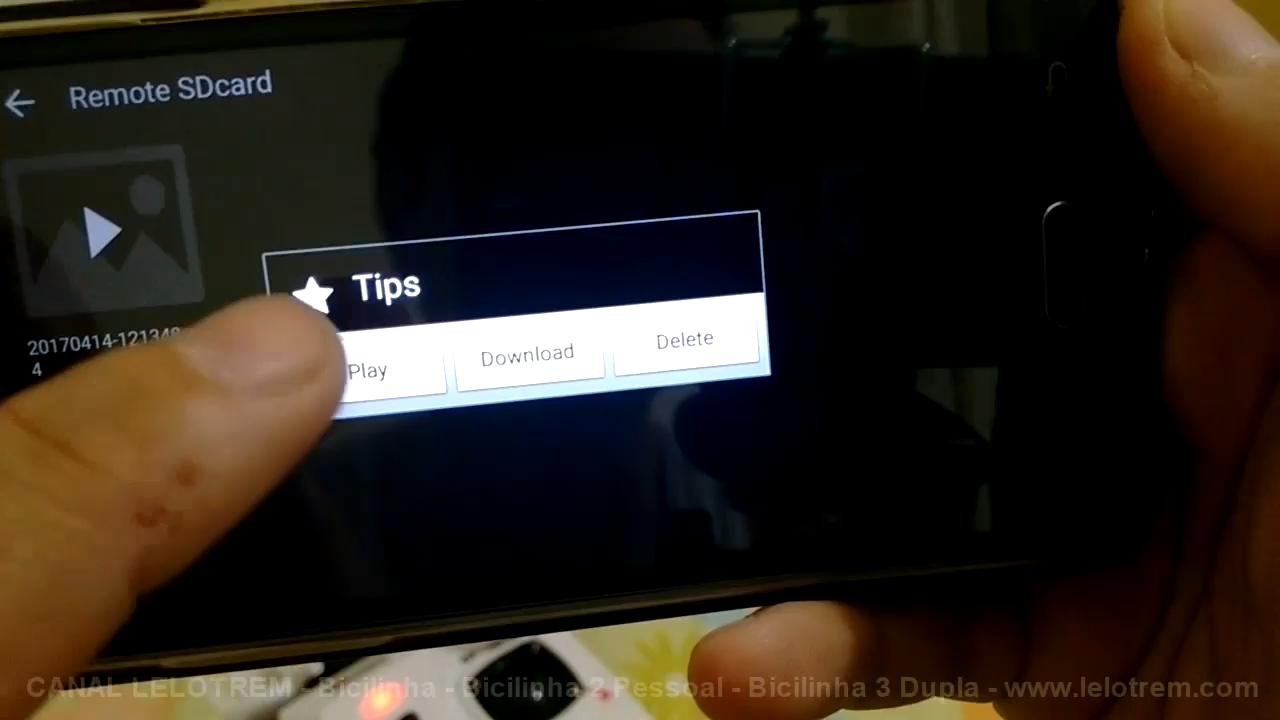 Remote SDcard
Tips
20170414-121348
4
Play
Download
Delete
CANAL LELOTREM - Bicilinha - Bicilinha 2 Pessoal - Bicilinha 3 Dupla - www.lelotrem.com